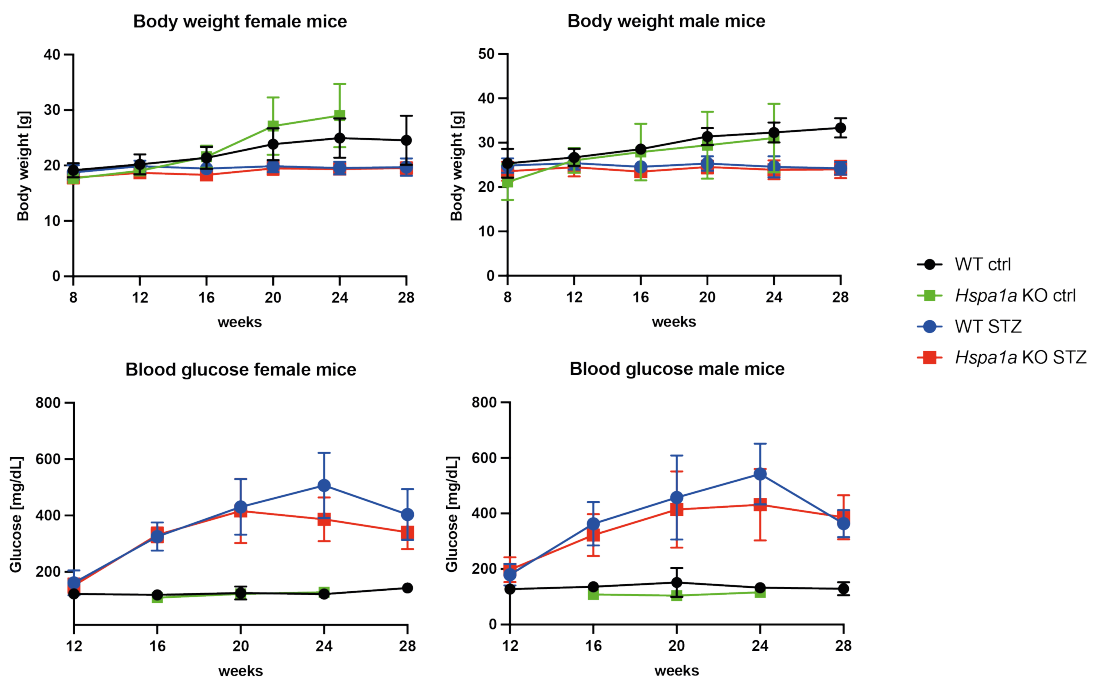 Body weight female mice
Body weight [g]
40
30
20
10
0
8 12 16 20 24 28
weeks
Body weight male mice
Body weight [g]
50
40
30
20
10
0
8 12 16 20 24 28
weeks
WT ctrl
Hspa1a KO ctrl
WT STZ
Hspa1a KO STZ
Blood glucose female mice
Glucose [mg/dL]
800
600
400
200
12 16 20 24 28
weeks
Blood glucose male mice
Glucose [mg/dL]
800
600
400
200
0
12 16 20 24 28
weeks